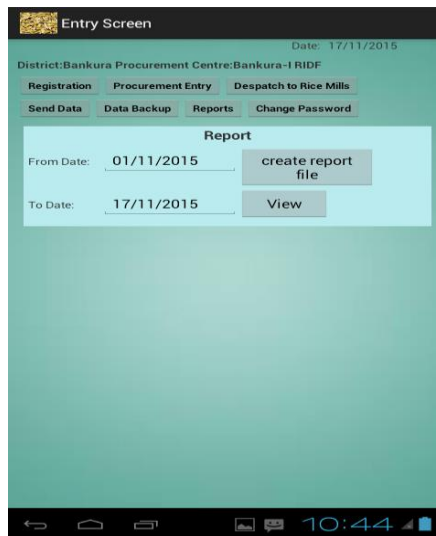 Entry Screen
Date: 17/11/2015
District:Bankura Procurement Centre:Bankura-I RIDF
Registration Procurement Entry Despatch to Rice Mills
Send Data Data Backup Reports Change Password
Report
From Date: 01/11/2015 create report
file
To Date: 17/11/2015 View
10:44